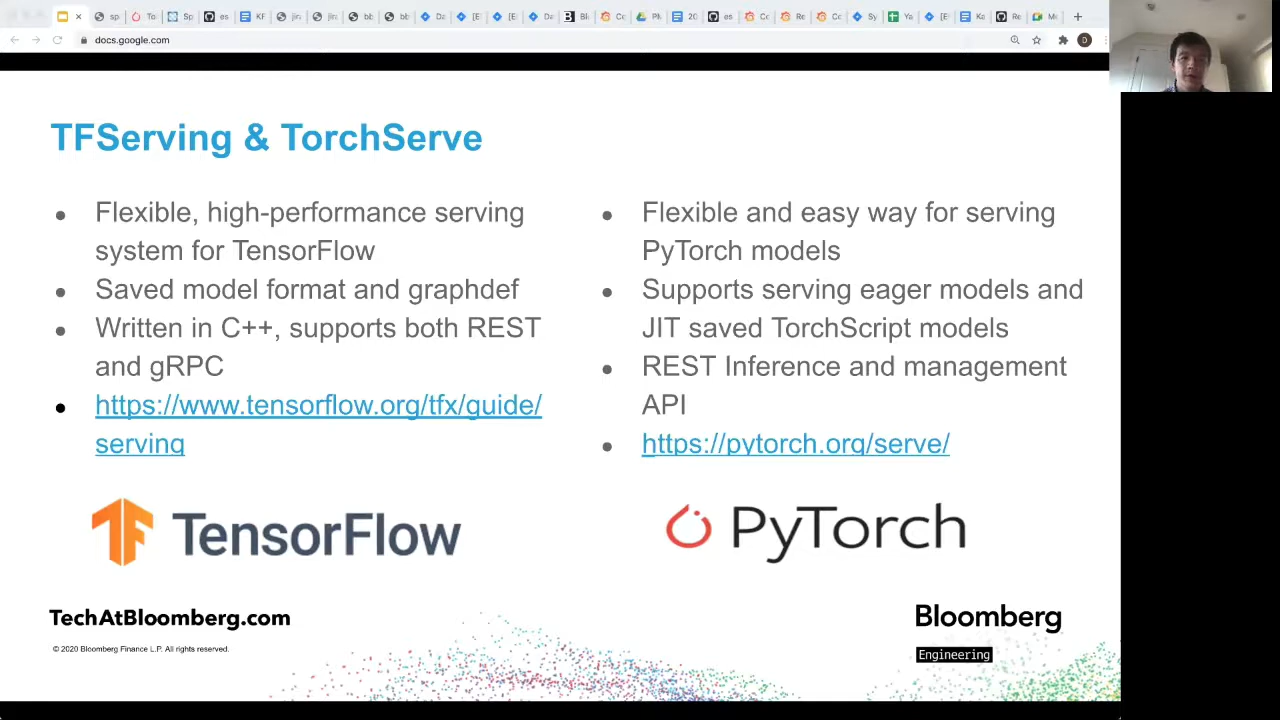 docs.google.com
TFServing & TorchServe
Flexible, high-performance serving
system for TensorFlow
Saved model format and graphdef
Written in C++, supports both REST
and gRPC
https://www.tensorflow.org/tfx/guide/
serving
Flexible and easy way for serving
PyTorch models
Supports serving eager models and
JIT saved TorchScript models
REST Inference and management
API
https://pytorch.org/serve/
TensorFlow
PyTorch
TechAtBloomberg.com
© 2020 Bloomberg Finance L.P. All rights reserved.
Bloomberg
Engineering